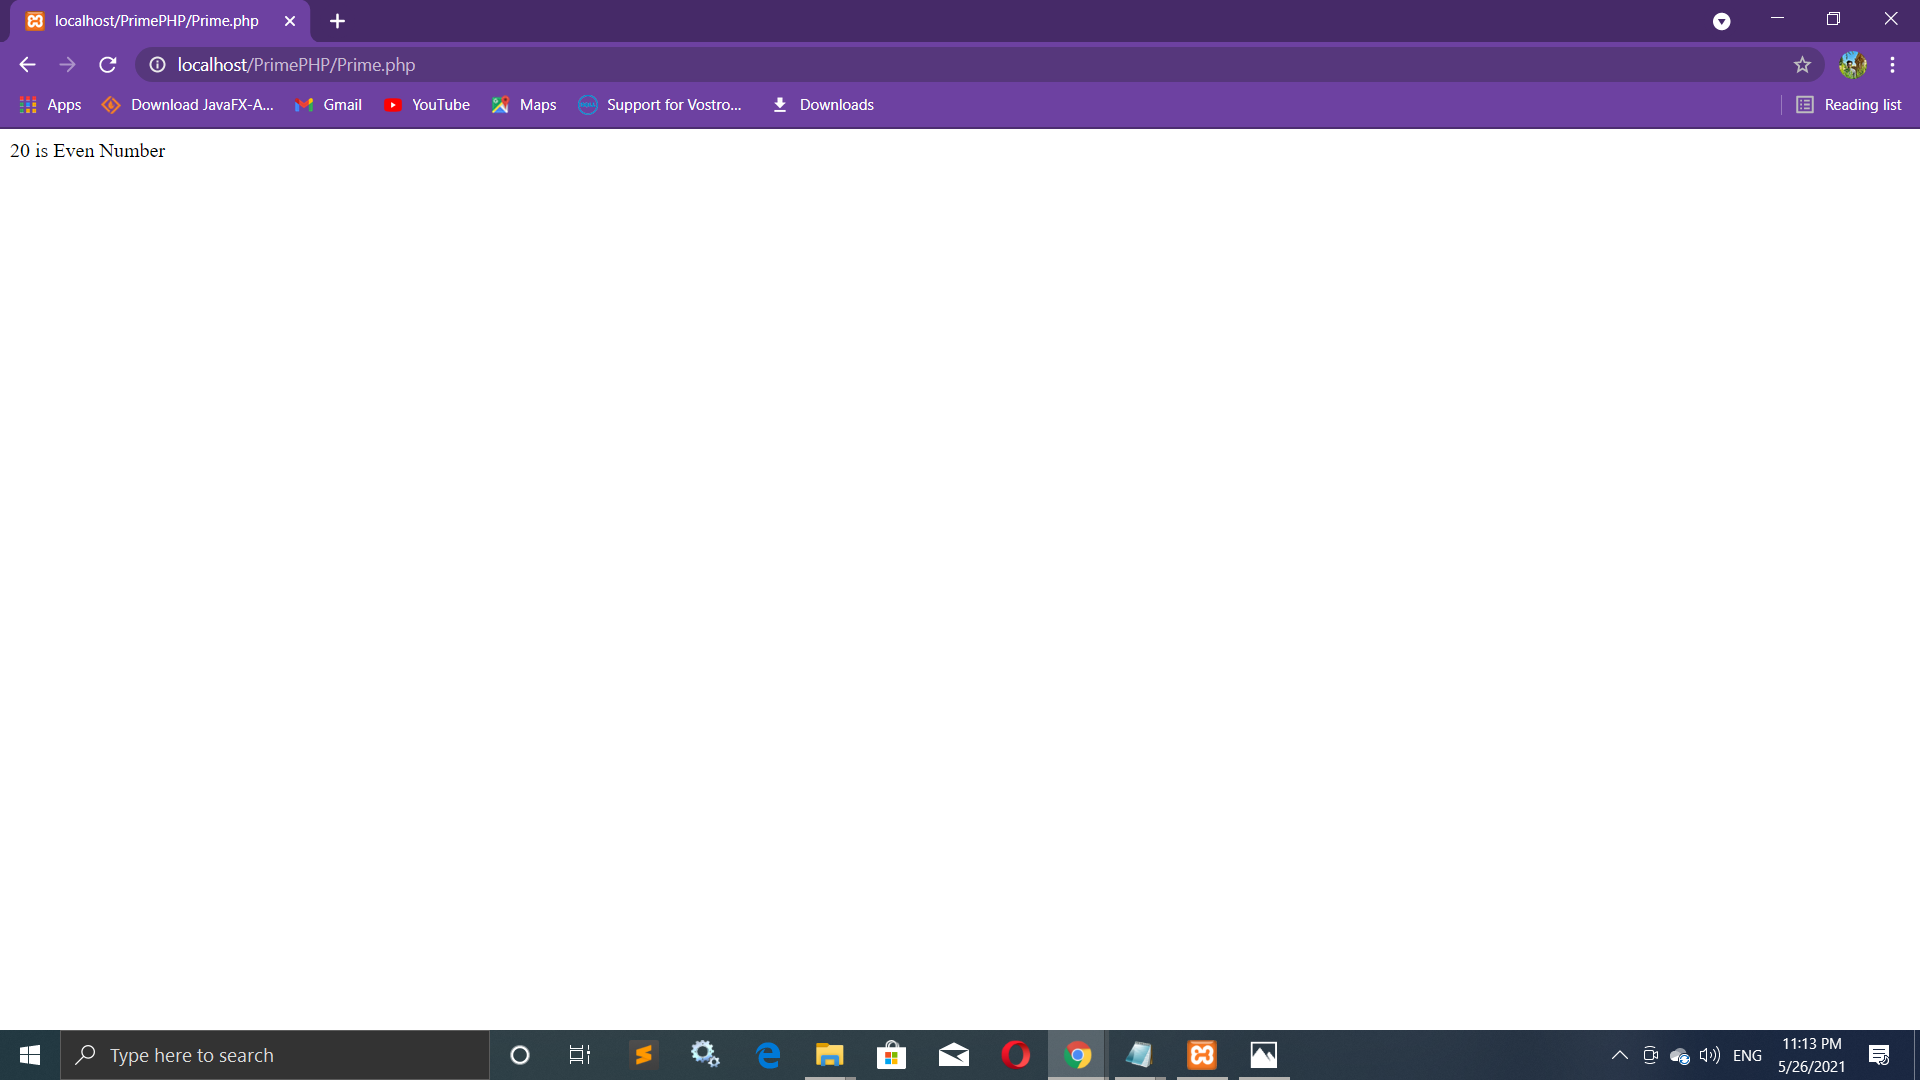 localhost/PrimePHP/Prime.php
localhost/PrimePHP/Prime.php
Apps Download JavaFX-A... Gmail YouTube Maps Support for Vostro... Downloads Reading list
20 is Even Number
Type here to search
ENG
11:13 PM
5/26/2021